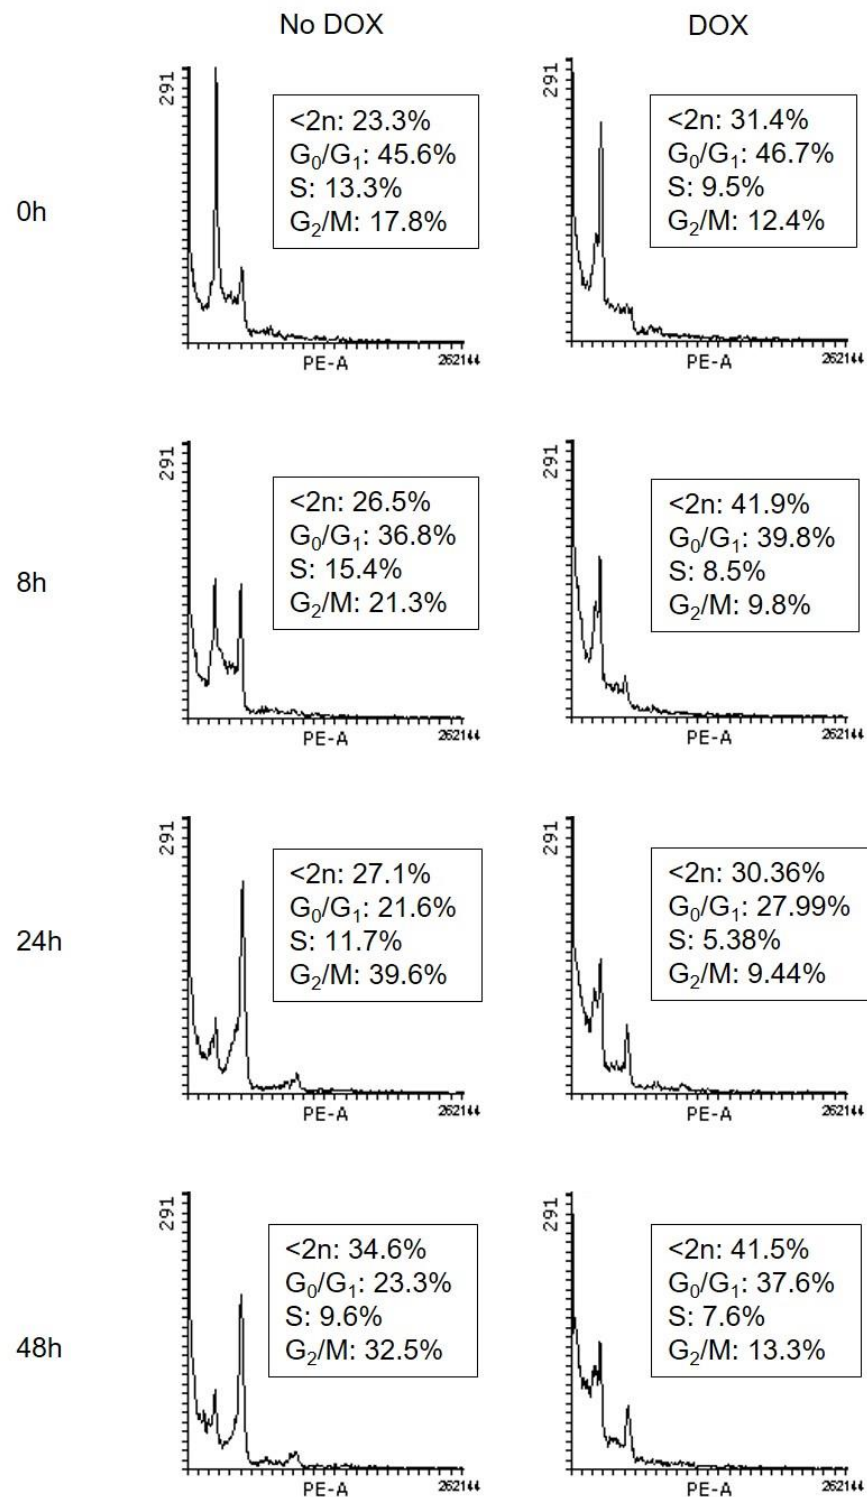 No DOX
DOX
0h
291
<2n: 23.3%
G₀/G₁: 45.6%
S: 13.3%
G₂/M: 17.8%
PE-A
262144
291
<2n: 31.4%
G₀/G₁: 46.7%
S: 9.5%
G₂/M: 12.4%
PE-A
262144
8h
291
<2n: 26.5%
G₀/G₁: 36.8%
S: 15.4%
G₂/M: 21.3%
PE-A
262144
291
<2n: 41.9%
G₀/G₁: 39.8%
S: 8.5%
G₂/M: 9.8%
PE-A
262144
24h
291
<2n: 27.1%
G₀/G₁: 21.6%
S: 11.7%
G₂/M: 39.6%
PE-A
262144
291
<2n: 30.36%
G₀/G₁: 27.99%
S: 5.38%
G₂/M: 9.44%
PE-A
262144
48h
291
<2n: 34.6%
G₀/G₁: 23.3%
S: 9.6%
G₂/M: 32.5%
PE-A
262144
291
<2n: 41.5%
G₀/G₁: 37.6%
S: 7.6%
G₂/M: 13.3%
PE-A
262144